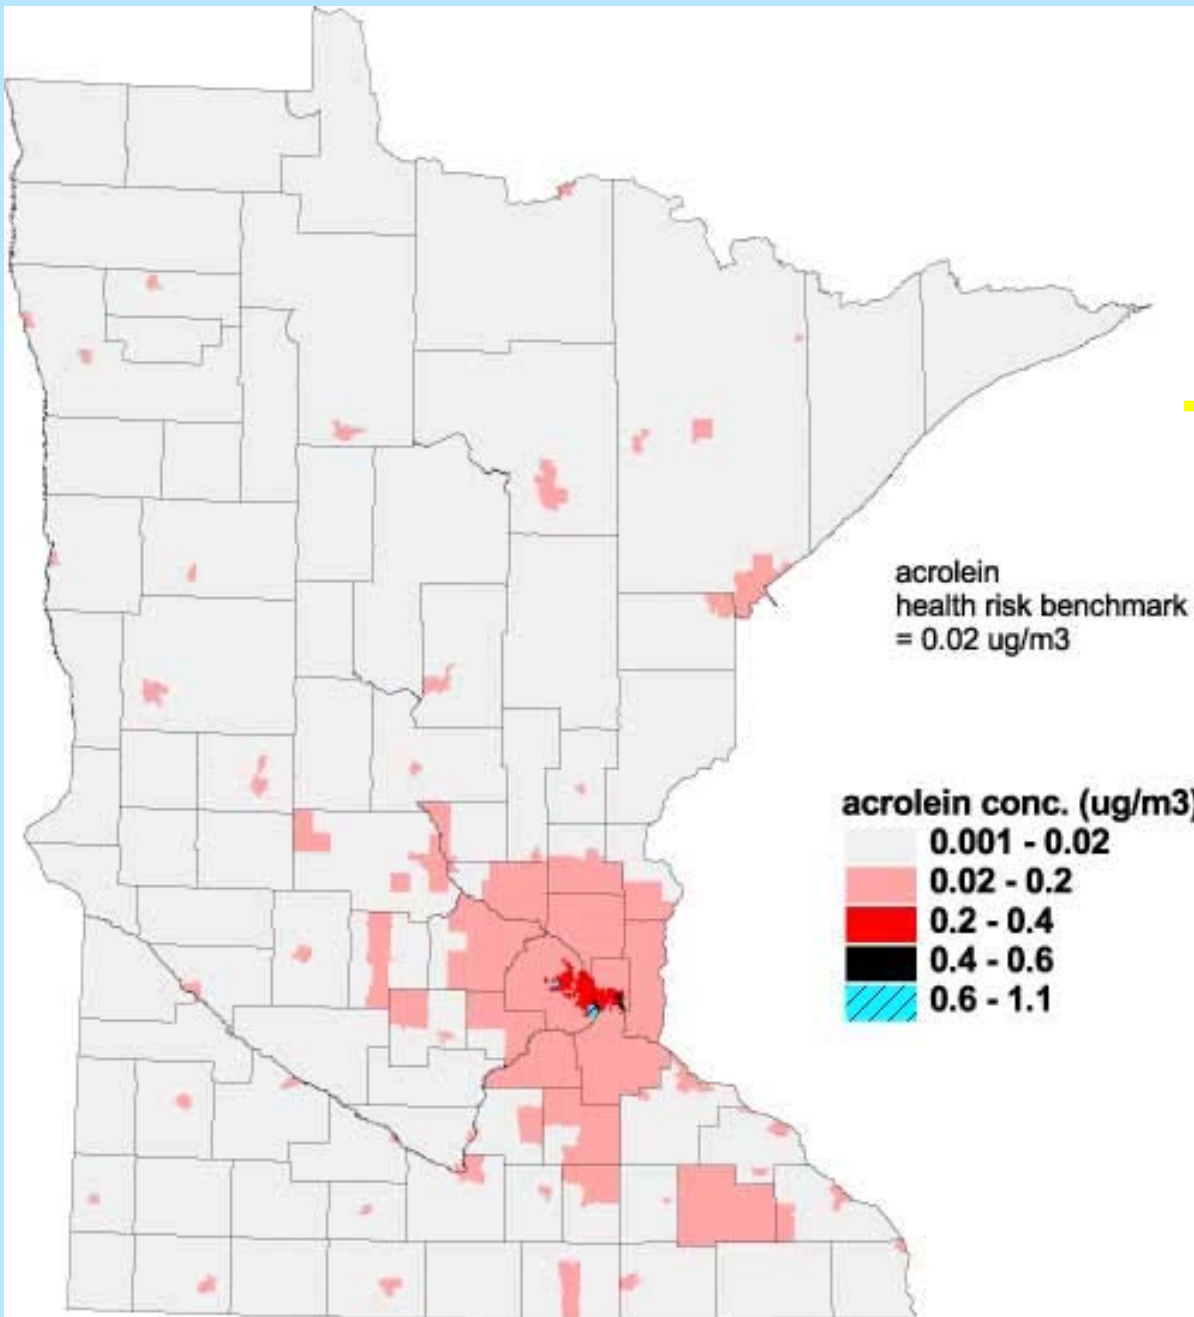 acrolein
health risk benchmark
= 0.02 ug/m3
acrolein conc. (ug/m3)
0.001 - 0.02
0.02 - 0.2
0.2 - 0.4
0.4 - 0.6
0.6 - 1.1